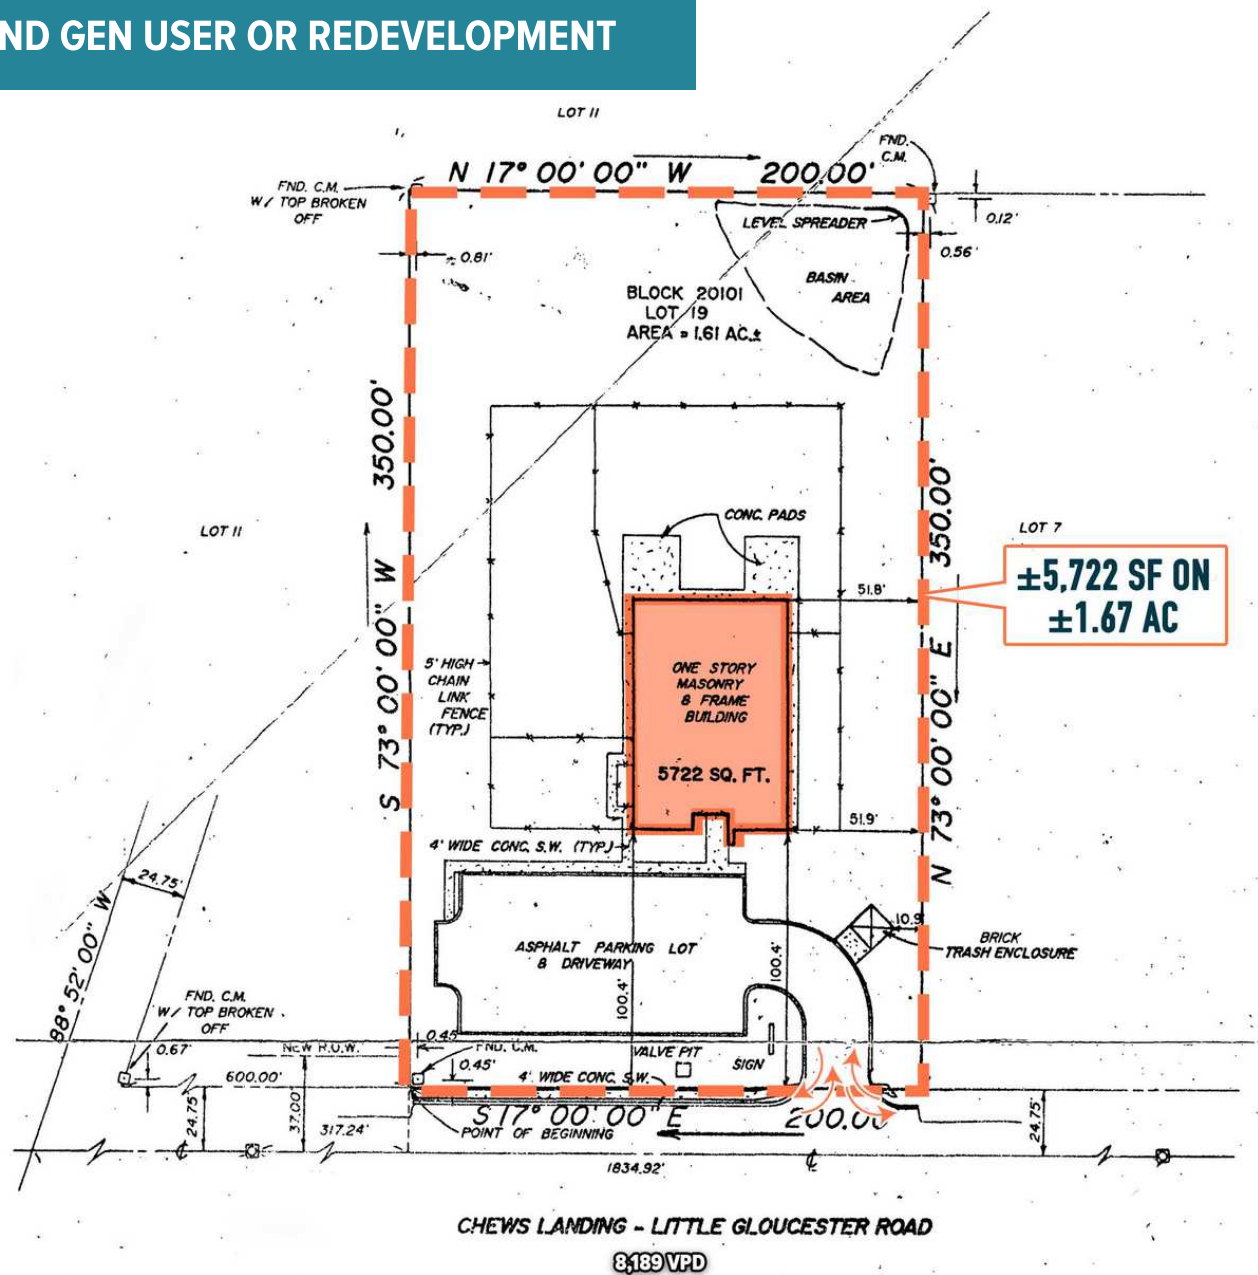 ND GEN USER OR REDEVELOPMENT
LOT 11
N 17° 00' 00" W 200.00'
FND.
C.M.
FND. C.M.
W/ TOP BROKEN
OFF
LEVEL SPREADER
0.12'
0.81'
0.56'
BASIN
AREA
BLOCK 20101
LOT 19
AREA = 1.61 AC.±
S 73° 00' 00" W 350.00'
N 73° 00' 00" E 350.00'
CONC. PADS
LOT 11
LOT 7
±5,722 SF ON
±1.67 AC
51.8'
5' HIGH
CHAIN
LINK
FENCE
(TYP.)
ONE STORY
MASONRY
& FRAME
BUILDING
5722 SQ. FT.
51.9'
4' WIDE CONC. S.W. (TYP.)
24.75'
88° 52' 00" W
10.9
BRICK
TRASH ENCLOSURE
ASPHALT PARKING LOT
& DRIVEWAY
100.4'
100.4'
FND. C.M.
W/ TOP BROKEN
OFF
0.67'
NEW R.O.W.
0.45'
FND. C.M.
VALVE PIT
SIGN
600.00'
0.45'
4' WIDE CONC. S.W.
24.75'
37.00'
S 17° 00' 00" E 200.00'
24.75'
317.24'
POINT OF BEGINNING
1834.92'
CHEWS LANDING - LITTLE GLOUCESTER ROAD
8,189 VPD